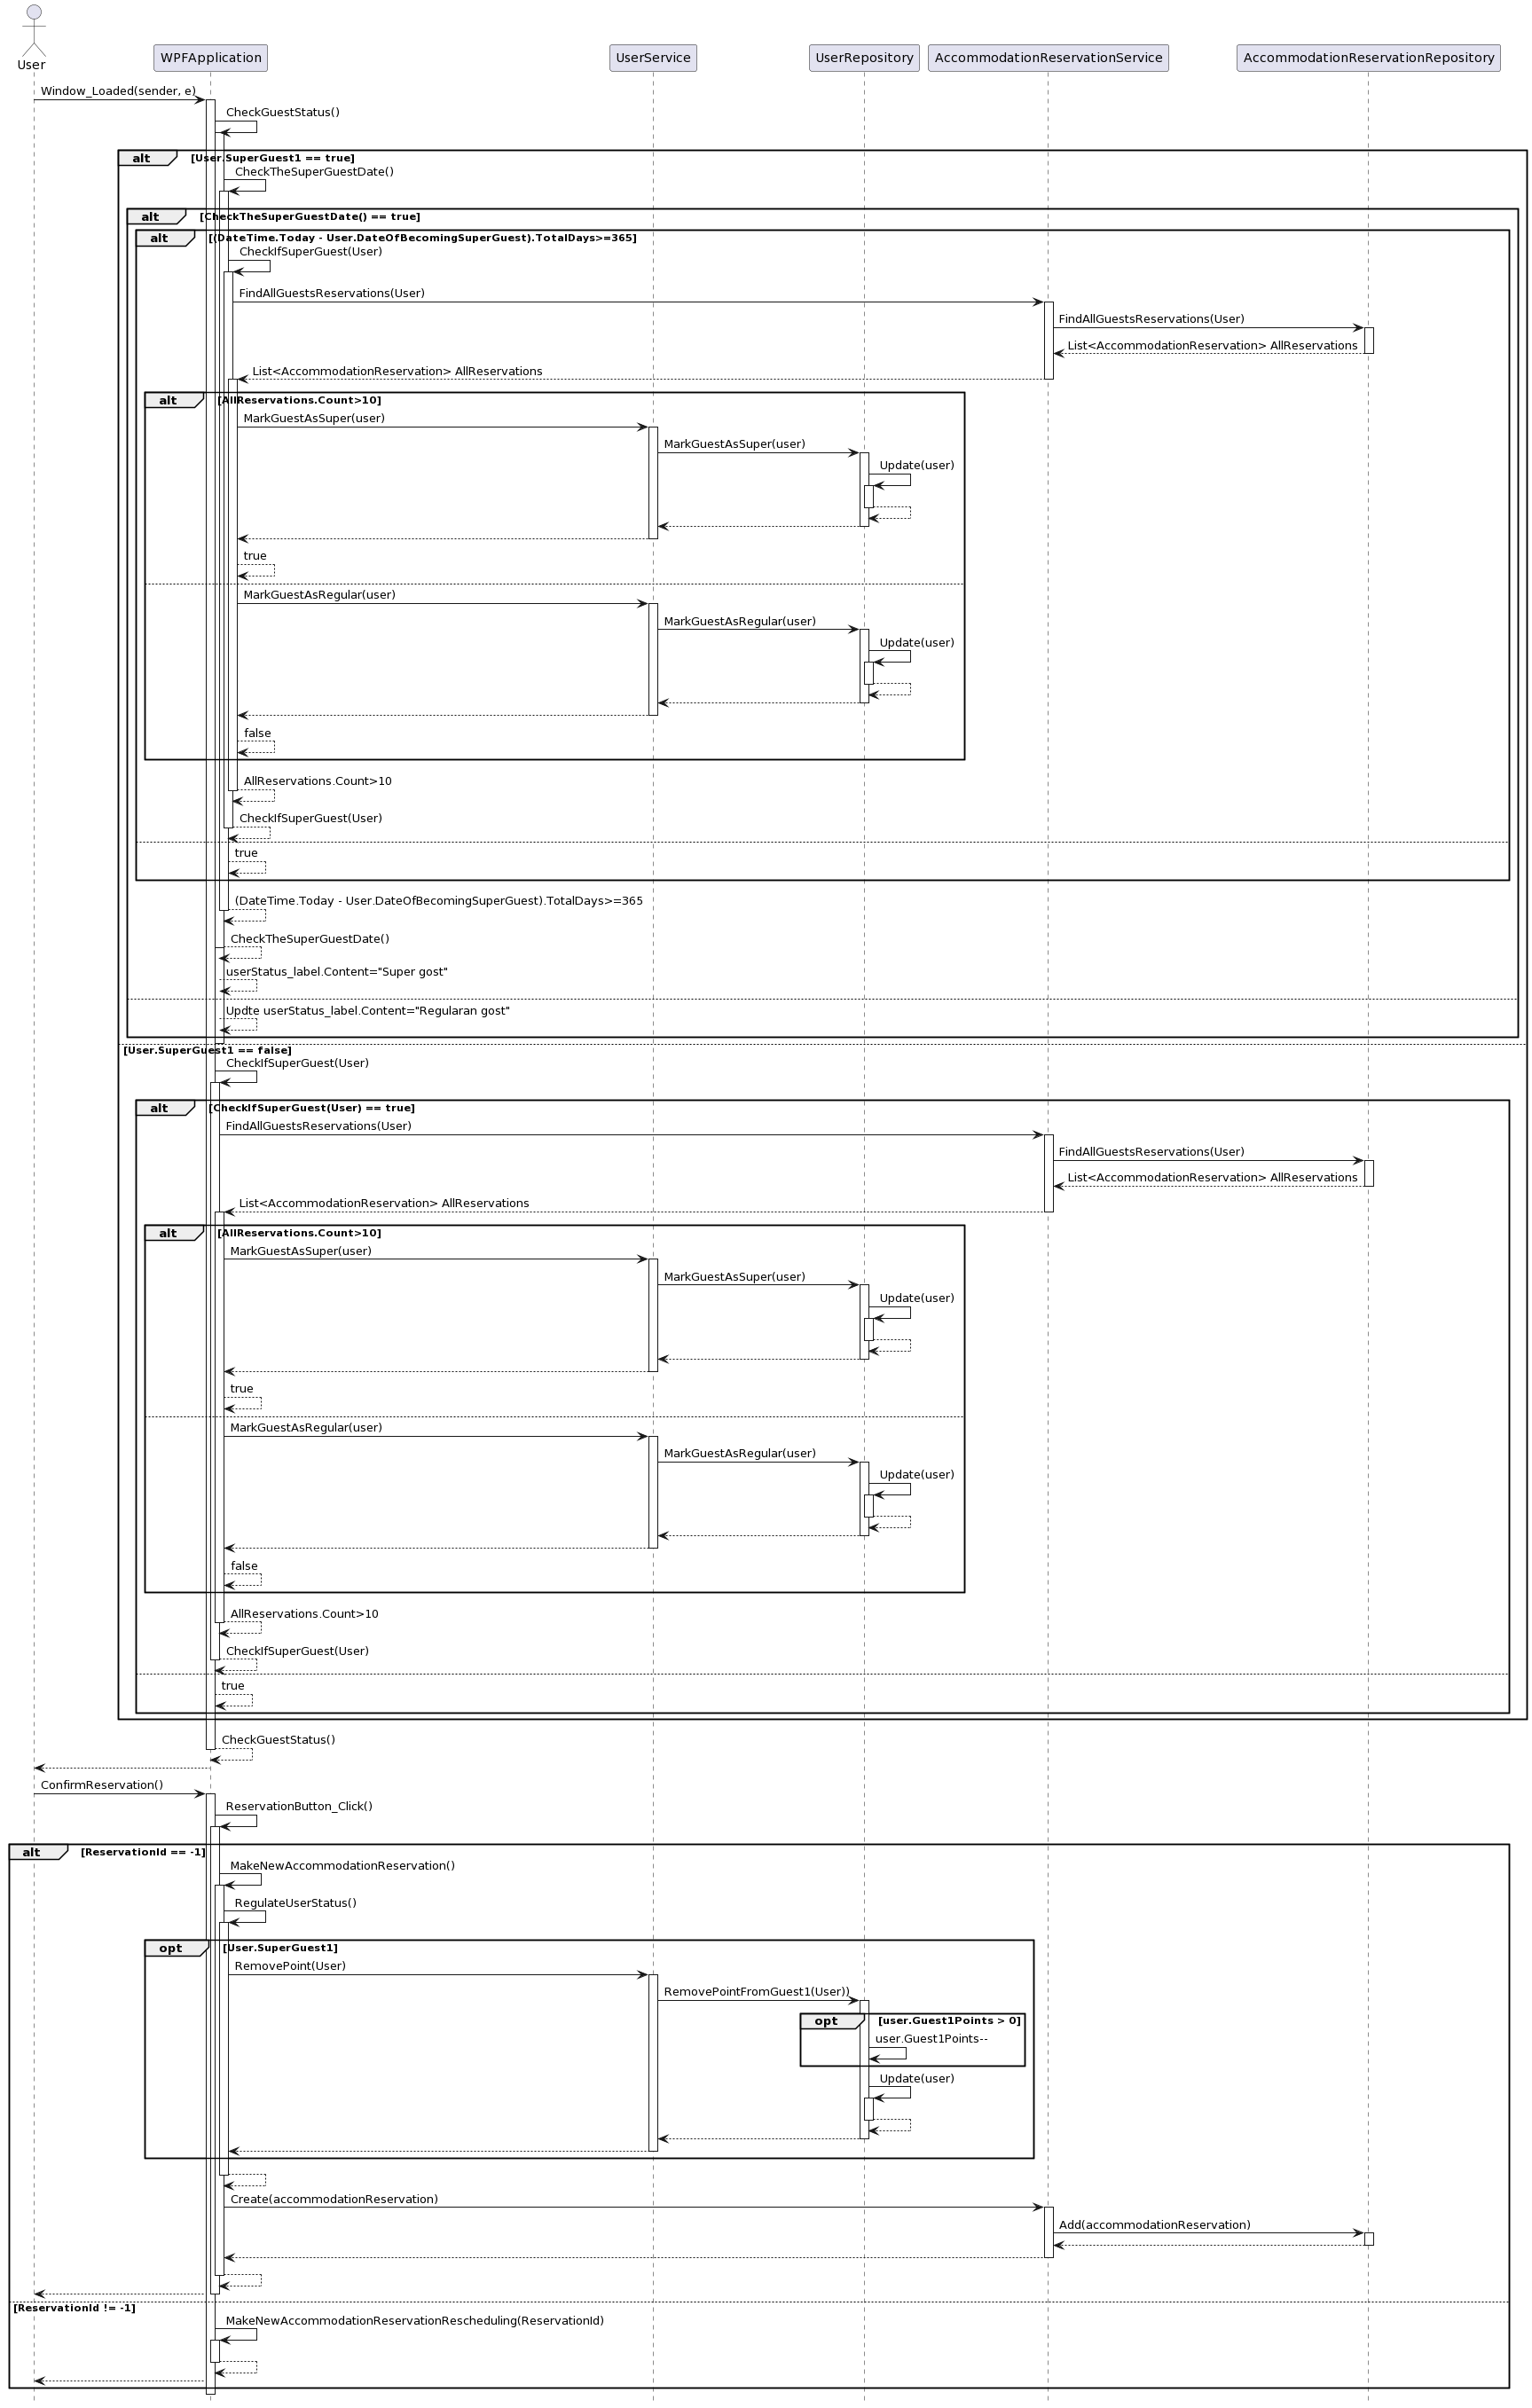 User
WPFApplication
UserService
UserRepository
AccommodationReservationService
AccommodationReservationRepository
Window_Loaded(sender, e)
CheckGuestStatus()
alt
[User.SuperGuest1 == true]
CheckTheSuperGuestDate()
alt
[CheckTheSuperGuestDate() == true]
alt
[(DateTime.Today - User.DateOfBecomingSuperGuest).TotalDays>=365]
CheckIfSuperGuest(User)
FindAllGuestsReservations(User)
FindAllGuestsReservations(User)
List<AccommodationReservation> AllReservations
List<AccommodationReservation> AllReservations
alt
[AllReservations.Count>10]
MarkGuestAsSuper(user)
MarkGuestAsSuper(user)
Update(user)
true
MarkGuestAsRegular(user)
MarkGuestAsRegular(user)
Update(user)
false
AllReservations.Count>10
CheckIfSuperGuest(User)
true
(DateTime.Today - User.DateOfBecomingSuperGuest).TotalDays>=365
CheckTheSuperGuestDate()
userStatus_label.Content="Super gost"
Updte userStatus_label.Content="Regularan gost"
[User.SuperGuest1 == false]
CheckIfSuperGuest(User)
alt
[CheckIfSuperGuest(User) == true]
FindAllGuestsReservations(User)
FindAllGuestsReservations(User)
List<AccommodationReservation> AllReservations
List<AccommodationReservation> AllReservations
alt
[AllReservations.Count>10]
MarkGuestAsSuper(user)
MarkGuestAsSuper(user)
Update(user)
true
MarkGuestAsRegular(user)
MarkGuestAsRegular(user)
Update(user)
false
AllReservations.Count>10
CheckIfSuperGuest(User)
true
CheckGuestStatus()
ConfirmReservation()
ReservationButton_Click()
alt
[ReservationId == -1]
MakeNewAccommodationReservation()
RegulateUserStatus()
opt
[User.SuperGuest1]
RemovePoint(User)
RemovePointFromGuest1(User))
opt
[user.Guest1Points > 0]
user.Guest1Points--
Update(user)
Create(accommodationReservation)
Add(accommodationReservation)
[ReservationId != -1]
MakeNewAccommodationReservationRescheduling(ReservationId)